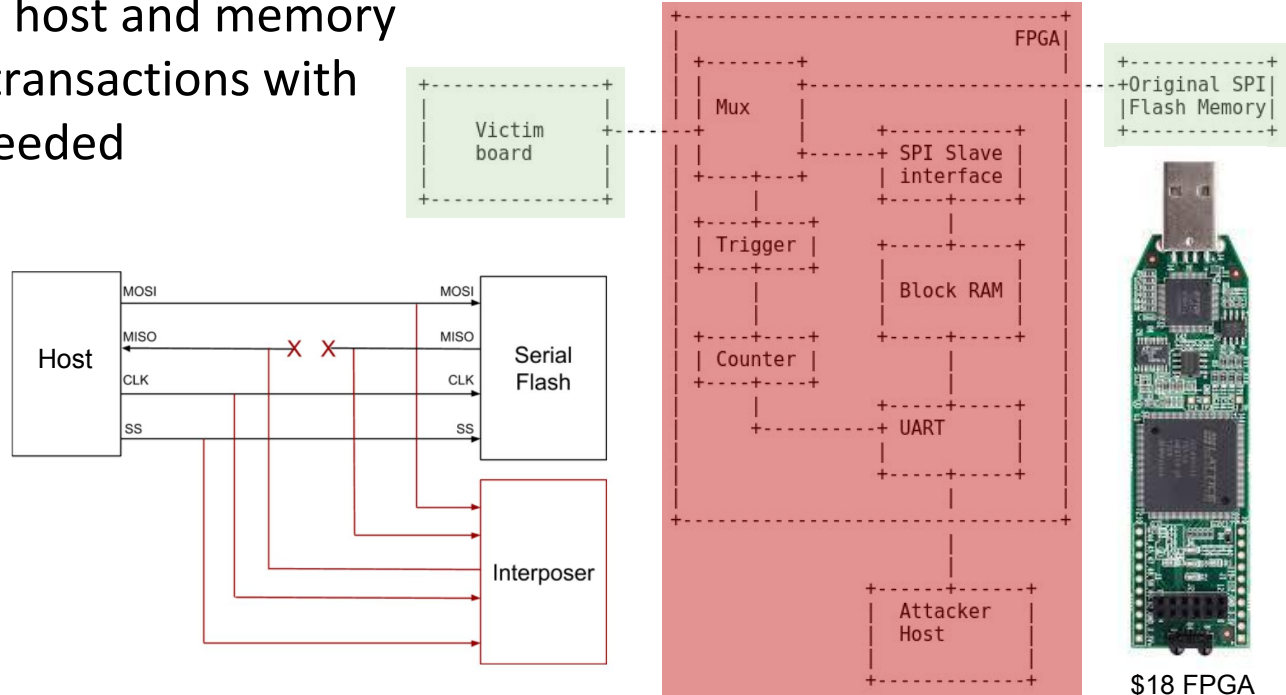 host and memory
transactions with
eeded
FPGA
Mux
Victim
board
Original SPI
Flash Memory
SPI Slave
interface
Trigger
Block RAM
Counter
UART
Attacker
Host
Host
MOSI
MOSI
MISO
X X
MISO
CLK
CLK
SS
SS
Serial
Flash
Interposer
LATTICE
$18 FPGA